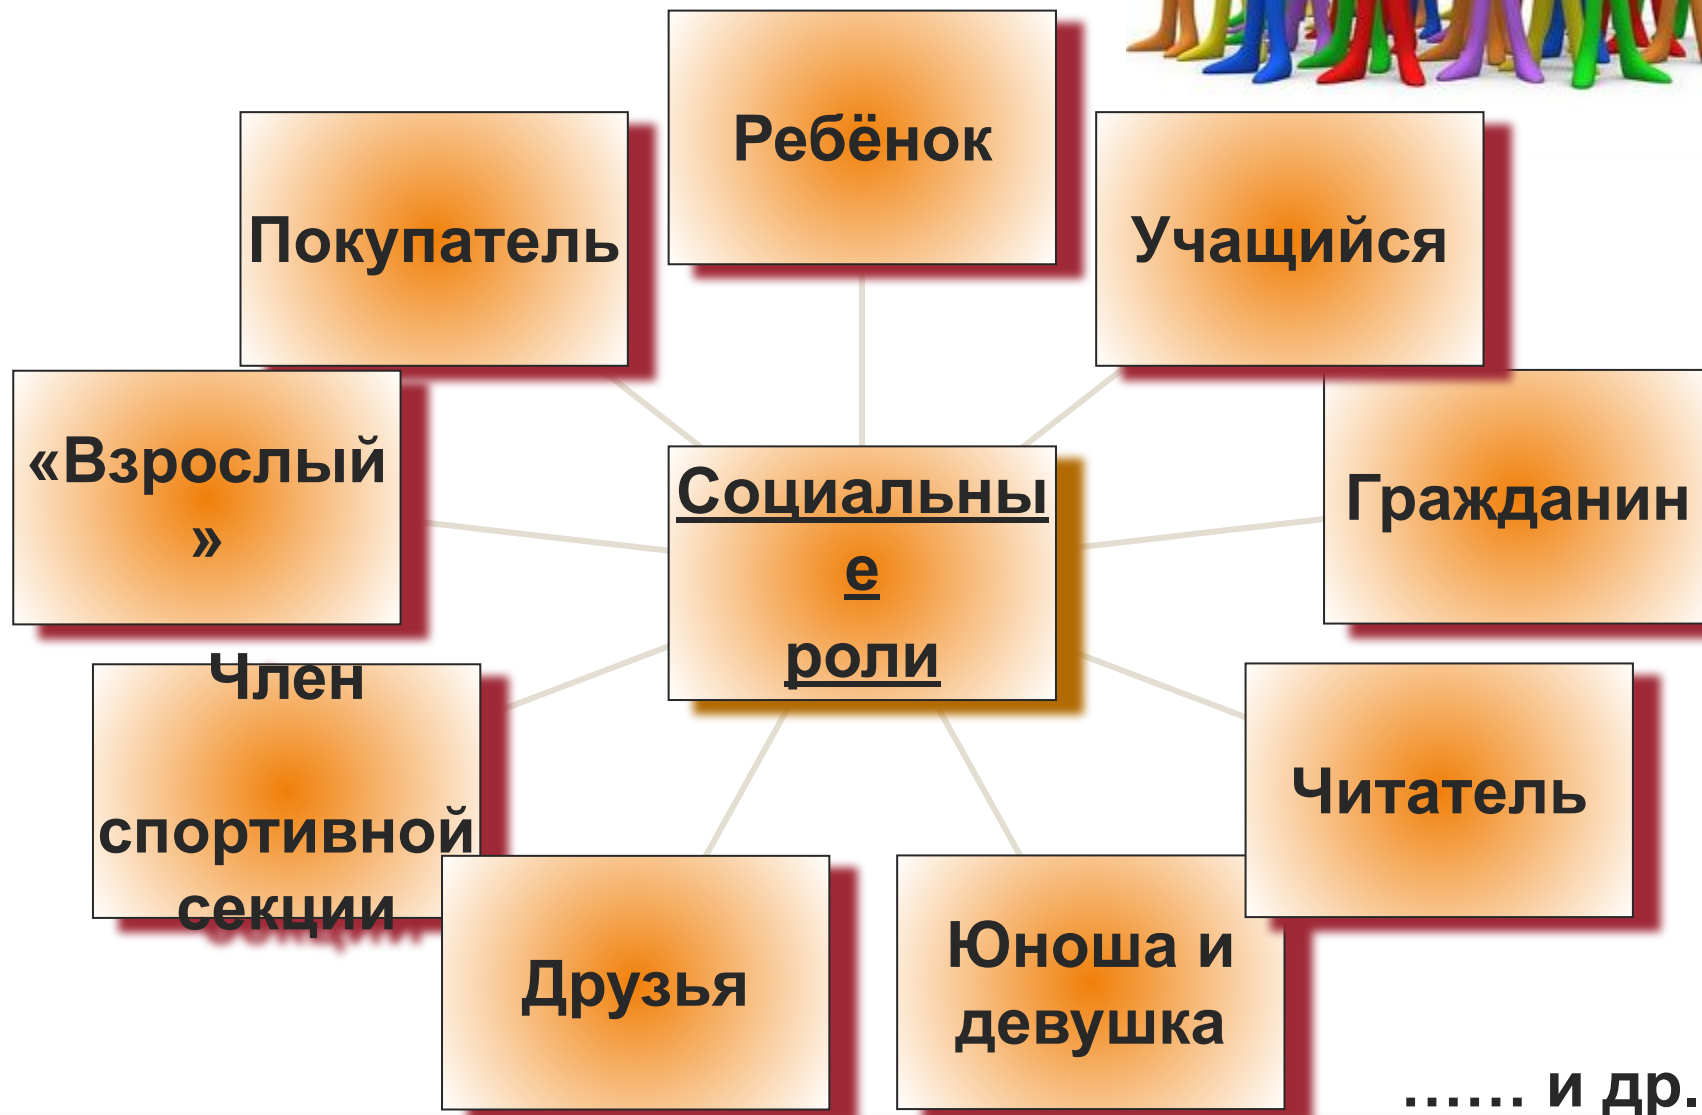 Ребёнок
Покупатель
Учащийся
«Взрослый
»
Социальны
е
роли
Гражданин
Член
спортивной
секции
Читатель
Друзья
Юноша и
девушка
…… и др.